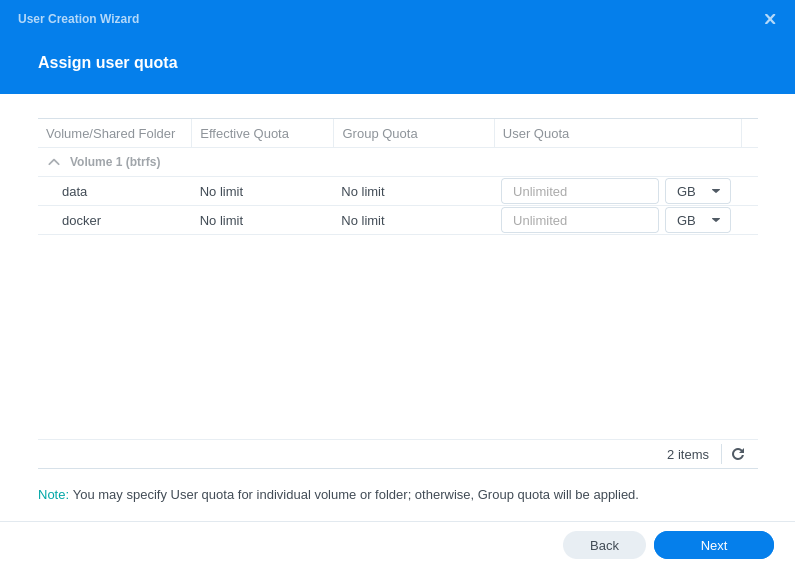 User Creation Wizard
Assign user quota
Volume/Shared Folder Effective Quota Group Quota User Quota
Volume 1 (btrfs)
data No limit No limit Unlimited GB
docker No limit No limit Unlimited GB
2 items
Note: You may specify User quota for individual volume or folder; otherwise, Group quota will be applied.
Back Next